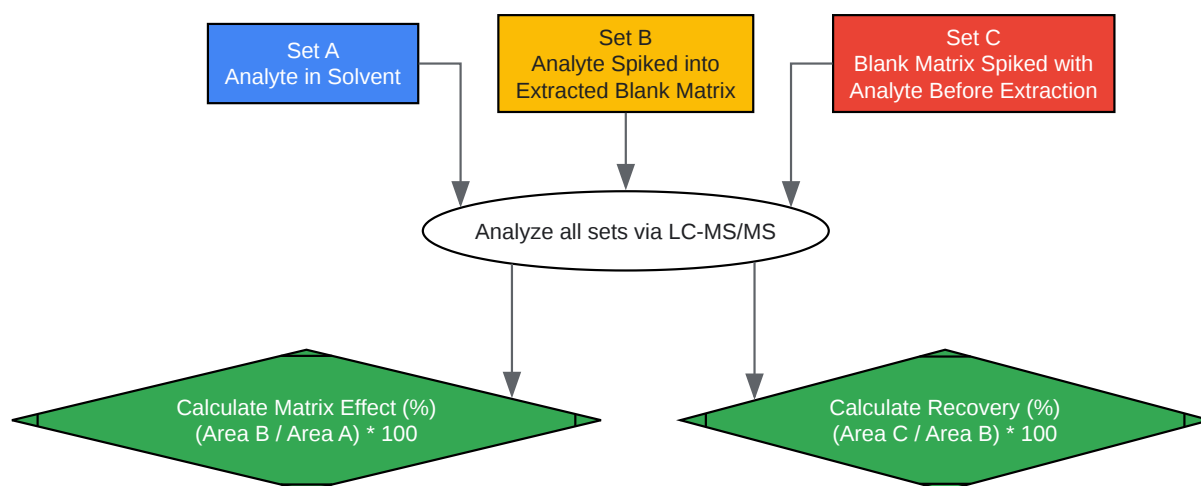 Set A
Analyte in Solvent
Set B
Analyte Spiked into
Extracted Blank Matrix
Set C
Blank Matrix Spiked with
Analyte Before Extraction
Analyze all sets via LC-MS/MS
Calculate Matrix Effect (%)
(Area B / Area A) * 100
Calculate Recovery (%)
(Area C / Area B) * 100